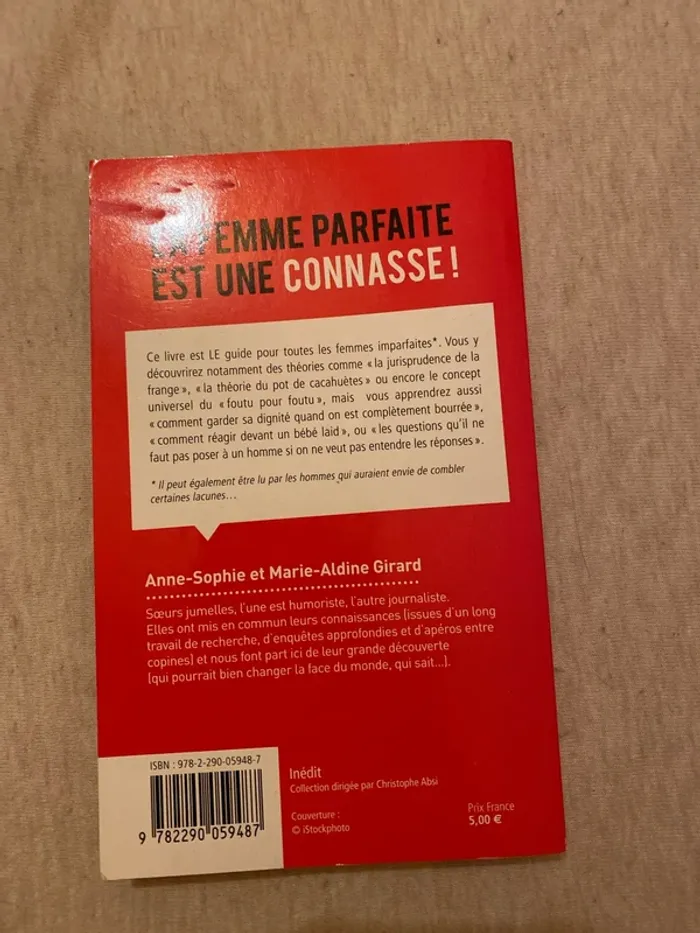 LA FEMME PARFAITE
EST UNE CONNASSE !
Ce livre est LE guide pour toutes les femmes imparfaites*. Vous y
découvrirez notamment des théories comme « la jurisprudence de la
frange », « la théorie du pot de cacahuètes » ou encore le concept
universel du « foutu pour foutu », mais vous apprendrez aussi
« comment garder sa dignité quand on est complètement bourrée »,
« comment réagir devant un bébé laid », ou « les questions qu'il ne
faut pas poser à un homme si on ne veut pas entendre les réponses ».
* Il peut également être lu par les hommes qui auraient envie de combler
certaines lacunes...
Anne-Sophie et Marie-Aldine Girard
Sœurs jumelles, l'une est humoriste, l'autre journaliste.
Elles ont mis en commun leurs connaissances (issues d'un long
travail de recherche, d'enquêtes approfondies et d'apéros entre
copines) et nous font part ici de leur grande découverte
(qui pourrait bien changer la face du monde, qui sait...).
ISBN : 978-2-290-05948-7
9 782290 059487
Inédit
Collection dirigée par Christophe Absi
Couverture :
© iStockphoto
Prix France
5,00 €